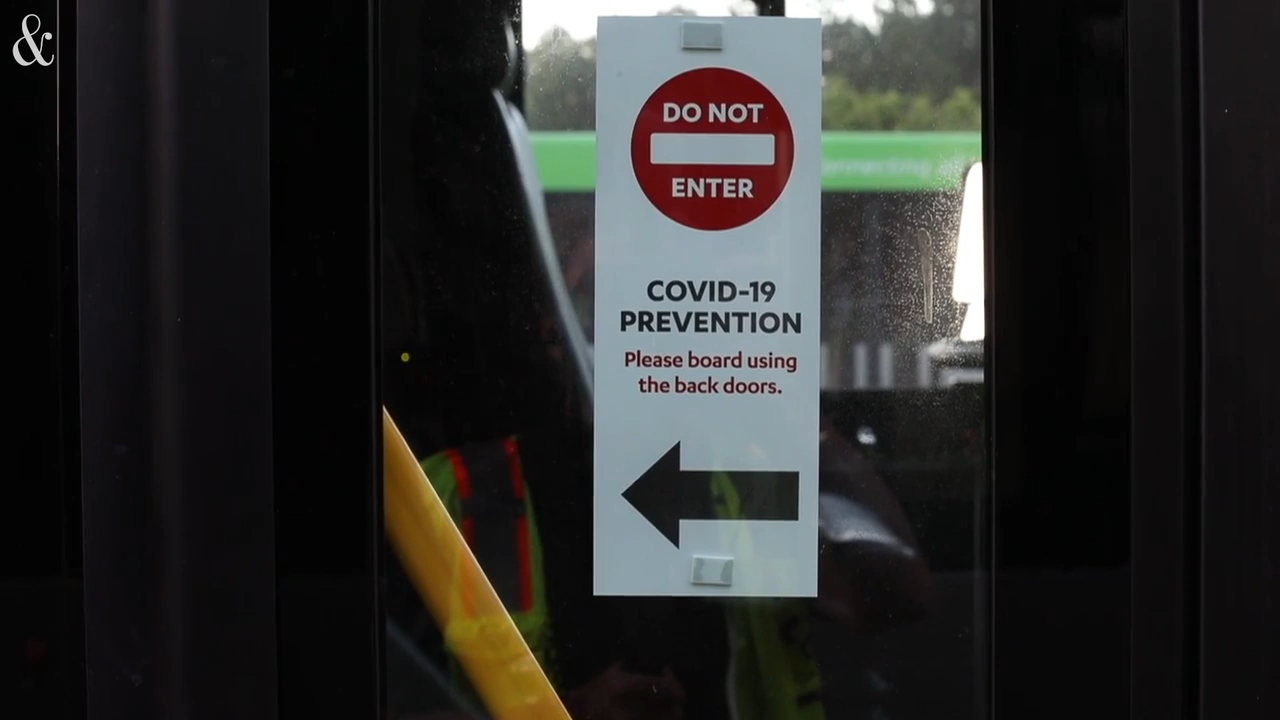 &
DO NOT
ENTER
COVID-19
PREVENTION
Please board using
the back doors.